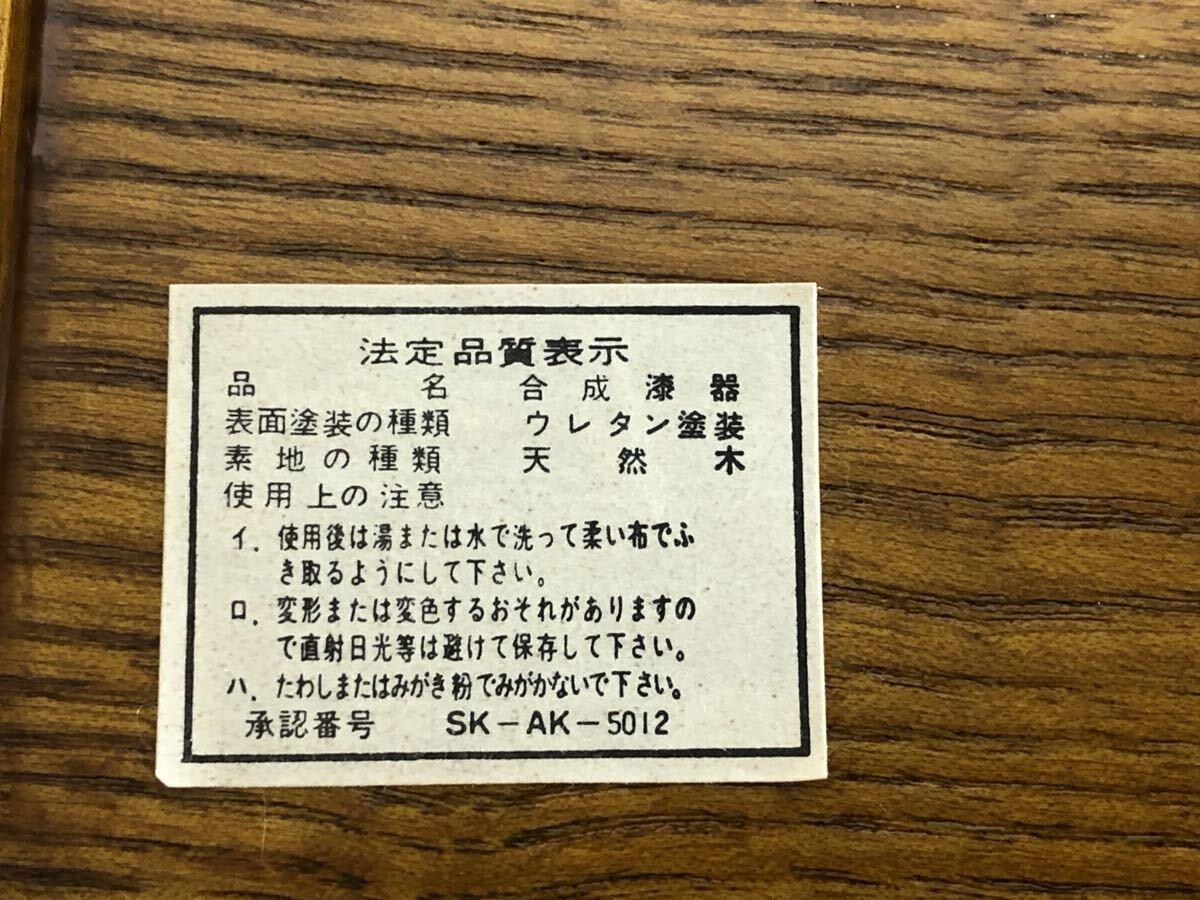 法定品質表示
品名 合成漆器
表面塗装の種類 ウレタン塗装
素地の種類 天然木
使用上の注意
イ. 使用後は湯または水で洗って柔い布でふ
き取るようにして下さい。
ロ. 変形または変色するおそれがありますの
で直射日光等は避けて保存して下さい。
ハ. たわしまたはみがき粉でみがかないで下さい。
承認番号 SK-AK-5012